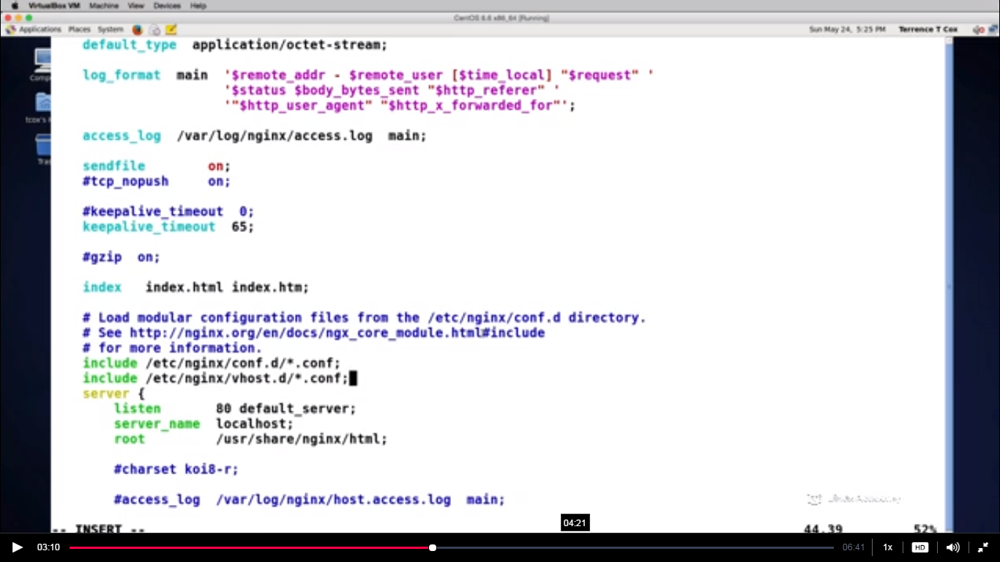 VirtualBox VM Machine View Devices Help
CentOS 6.6 x86_64 [Running]
Applications Places System Sun May 24, 5:25 PM Terrence T Cox
default_type application/octet-stream;
log_format main '$remote_addr - $remote_user [$time_local] "$request" '
'$status $body_bytes_sent "$http_referer" '
'"$http_user_agent" "$http_x_forwarded_for"';
access_log /var/log/nginx/access.log main;
sendfile on;
#tcp_nopush on;
#keepalive_timeout 0;
keepalive_timeout 65;
#gzip on;
index index.html index.htm;
# Load modular configuration files from the /etc/nginx/conf.d directory.
# See http://nginx.org/en/docs/ngx_core_module.html#include
# for more information.
include /etc/nginx/conf.d/*.conf;
include /etc/nginx/vhost.d/*.conf;
server {
listen 80 default_server;
server_name localhost;
root /usr/share/nginx/html;
#charset koi8-r;
#access_log /var/log/nginx/host.access.log main;
-- INSERT -- 44,39 52%
04:21
03:10 06:41 1x HD